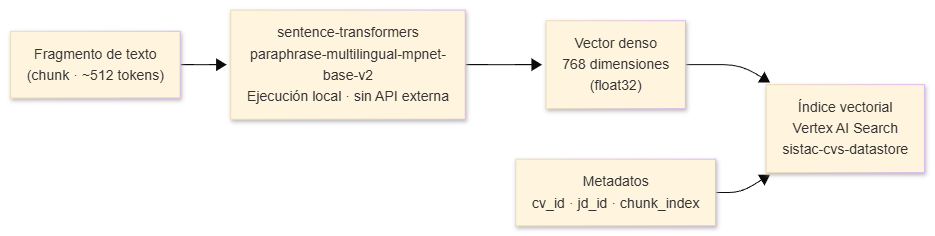 Fragmento de texto
(chunk · ~512 tokens)
sentence-transformers
paraphrase-multilingual-mpnet-
base-v2
Ejecución local · sin API externa
Vector denso
768 dimensiones
(float32)
Metadatos
cv_id · jd_id · chunk_index
Índice vectorial
Vertex AI Search
sistac-cvs-datastore